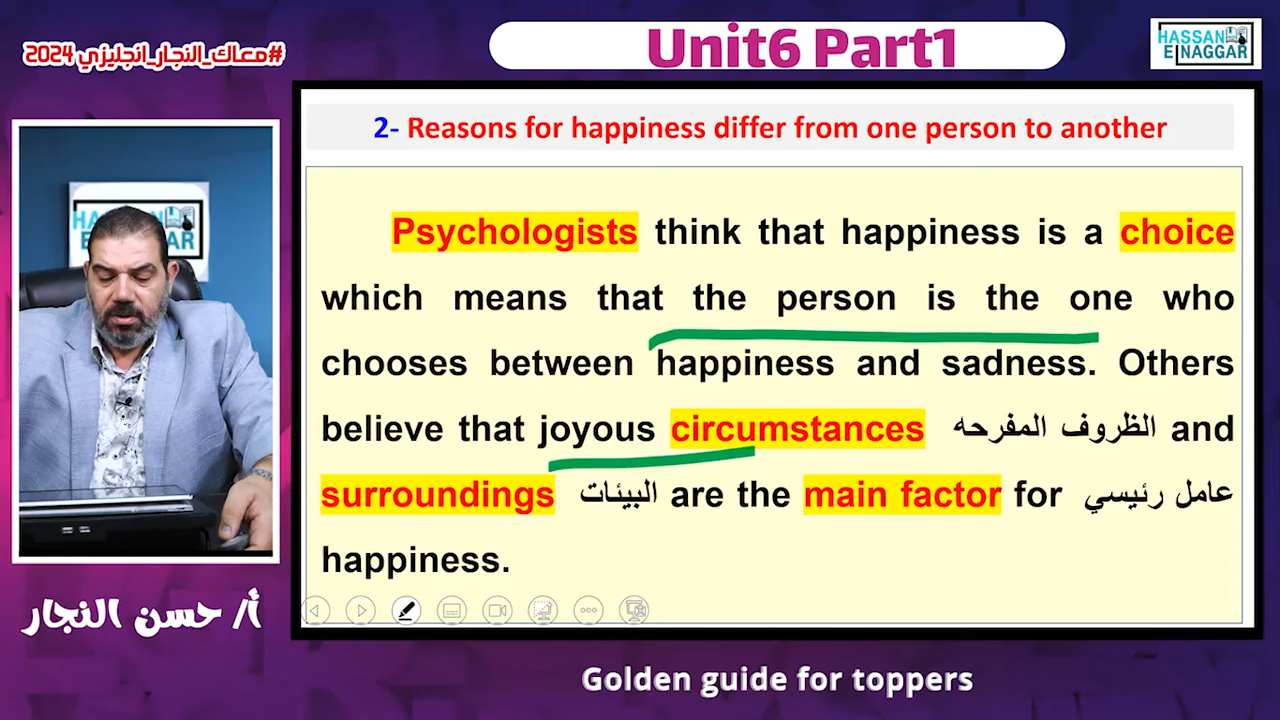 #معاك_النجار_انجليزي 2024
Unit6 Part1
HASSAN
ElNAGGAR
2- Reasons for happiness differ from one person to another
Psychologists think that happiness is a choice
which means that the person is the one who
chooses between happiness and sadness. Others
believe that joyous circumstances الظروف المفرحه and
surroundings البيئات are the main factor for عامل رئيسي
happiness.
أ/ حسن النجار
Golden guide for toppers